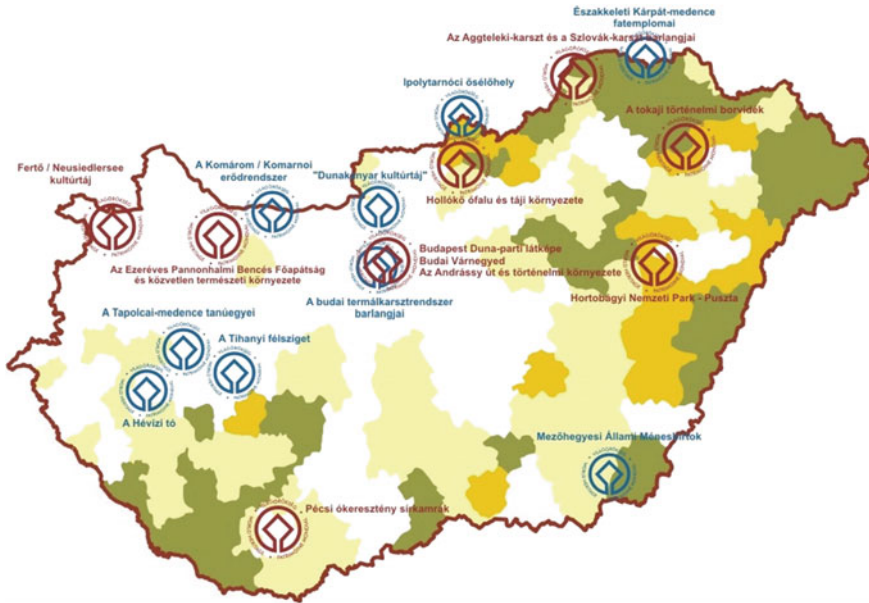 Északkeleti Kárpát-medence
fatemplomai
Az Aggteleki-karszt és a Szlovák-karszt barlangjai
Ipolytarnóci ősélőhely
A tokaji történelmi borvidék
Fertő / Neusiedlersee
kultúrtáj
A Komárom / Komarnoi
erődrendszer
"Dunakanyar kultúrtáj"
Hollókő ófalu és táji környezete
Az Ezeréves Pannonhalmi Bencés Főapátság
és közvetlen természeti környezete
Budapest Duna-parti látképe
Budai Várnegyed
Az Andrássy út és történelmi környezete
A budai termálkarsztrendszer
barlangjai
Hortobágyi Nemzeti Park - Puszta
A Tapolcai-medence tanúegyei
A Tihanyi félsziget
A Hévízi tó
Mezőhegyesi Állami Ménesbirtok
Pécsi ókeresztény sírkamrák